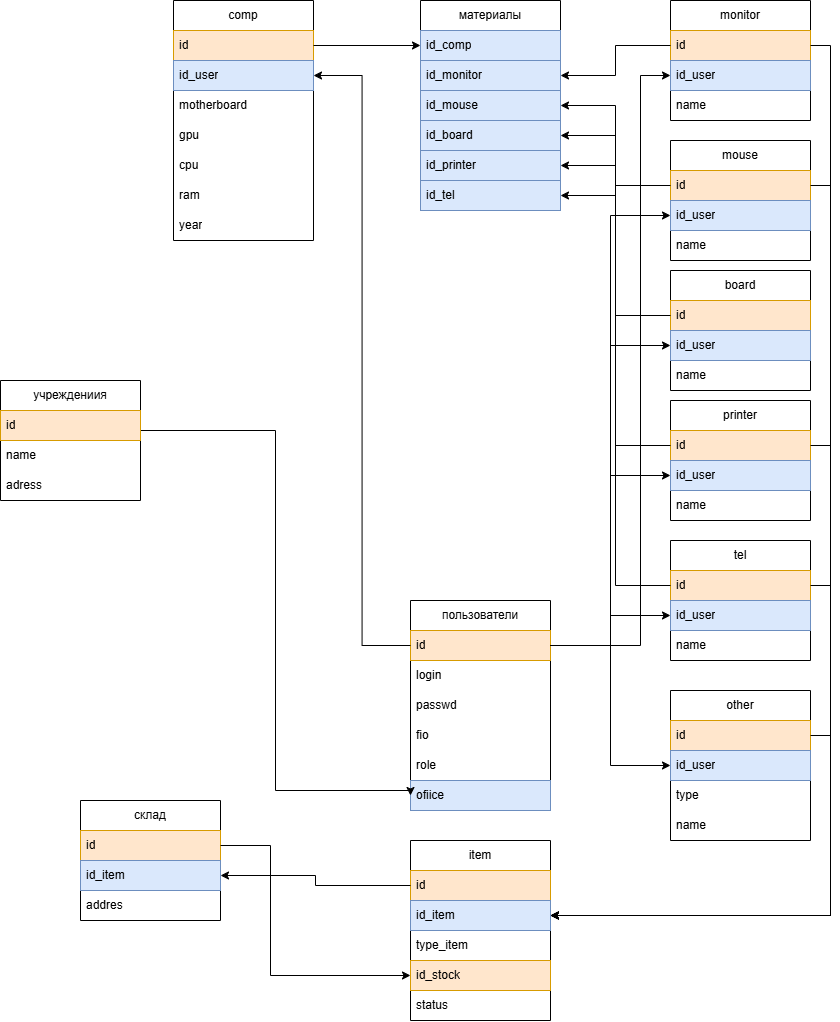 comp
id
id_user
motherboard
gpu
cpu
ram
year
материалы
id_comp
id_monitor
id_mouse
id_board
id_printer
id_tel
monitor
id
id_user
name
mouse
id
id_user
name
board
id
id_user
name
printer
id
id_user
name
tel
id
id_user
name
other
id
id_user
type
name
учреждениия
id
name
adress
пользователи
id
login
passwd
fio
role
ofiice
склад
id
id_item
addres
item
id
id_item
type_item
id_stock
status